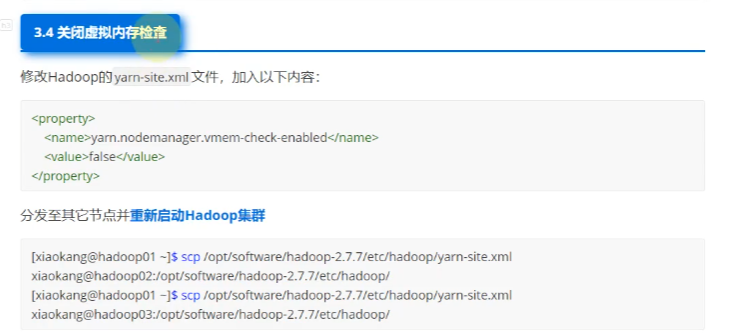 3.4 关闭虚拟内存检查
修改Hadoop的yarn-site.xml文件，加入以下内容：
<property>
<name>yarn.nodemanager.vmem-check-enabled</name>
<value>false</value>
</property>
分发至其它节点并重新启动Hadoop集群
[xiaokang@hadoop01 ~]$ scp /opt/software/hadoop-2.7.7/etc/hadoop/yarn-site.xml
xiaokang@hadoop02:/opt/software/hadoop-2.7.7/etc/hadoop/
[xiaokang@hadoop01 ~]$ scp /opt/software/hadoop-2.7.7/etc/hadoop/yarn-site.xml
xiaokang@hadoop03:/opt/software/hadoop-2.7.7/etc/hadoop/